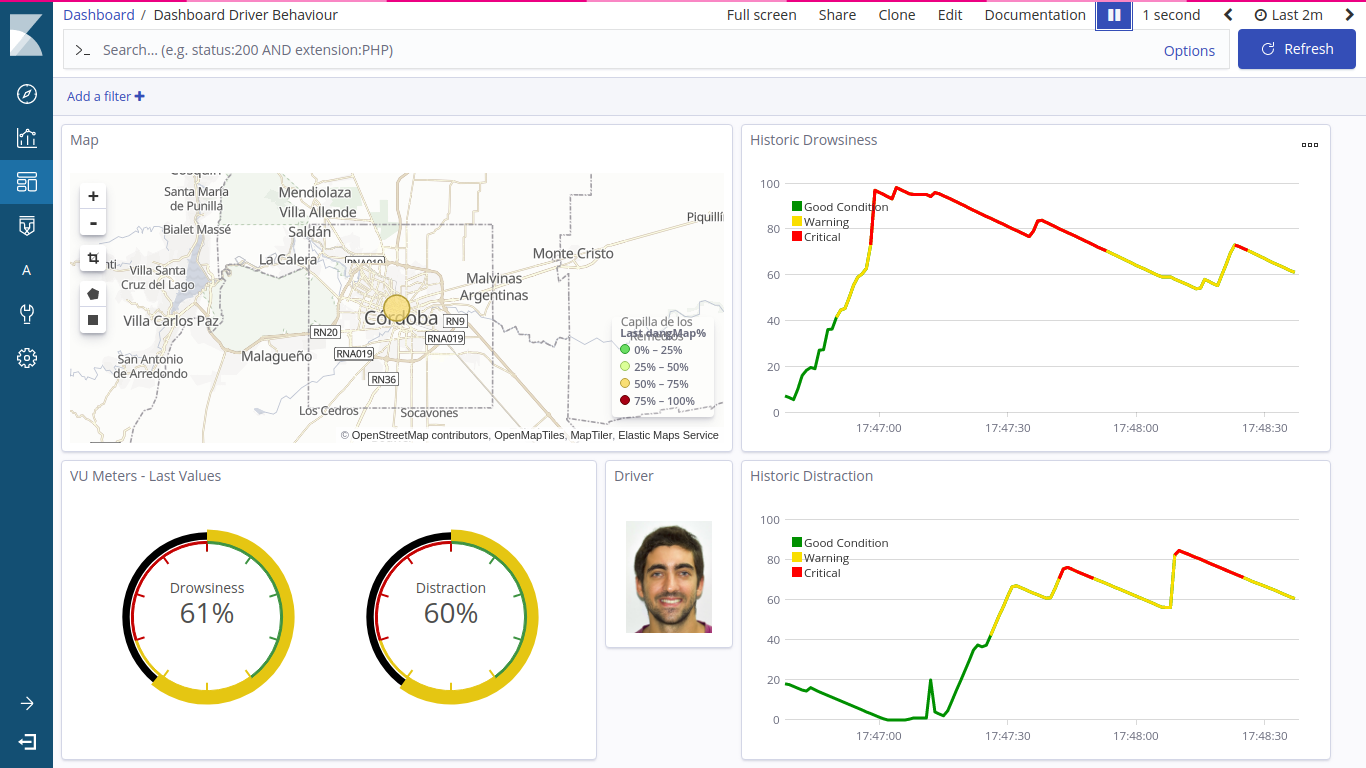 Dashboard / Dashboard Driver Behaviour
Full screen Share Clone Edit Documentation 1 second Last 2m
>_ Search... (e.g. status:200 AND extension:PHP) Options Refresh
Add a filter +
A
Map
+
-
Santa María
de Punilla
Mendiolaza
Villa Allende
Saldán
Bialet Massé
La Calera
Villa Santa
Cruz del Lago
Villa Carlos Paz
San Antonio
de Arredondo
Malagueño
Los Cedros
Socavones
Córdoba
Monte Cristo
Malvinas
Argentinas
RNA019
RN9
RN20
RNA019
RNA019
RN36
Capilla de los
Remedios
Last dangMap%
0% – 25%
25% – 50%
50% – 75%
75% – 100%
© OpenStreetMap contributors, OpenMapTiles, MapTiler, Elastic Maps Service
Historic Drowsiness
Good Condition
Warning
Critical
100
80
60
40
20
0
17:47:00 17:47:30 17:48:00 17:48:30
VU Meters - Last Values
Drowsiness
61%
Distraction
60%
Driver
Historic Distraction
Good Condition
Warning
Critical
100
80
60
40
20
0
17:47:00 17:47:30 17:48:00 17:48:30